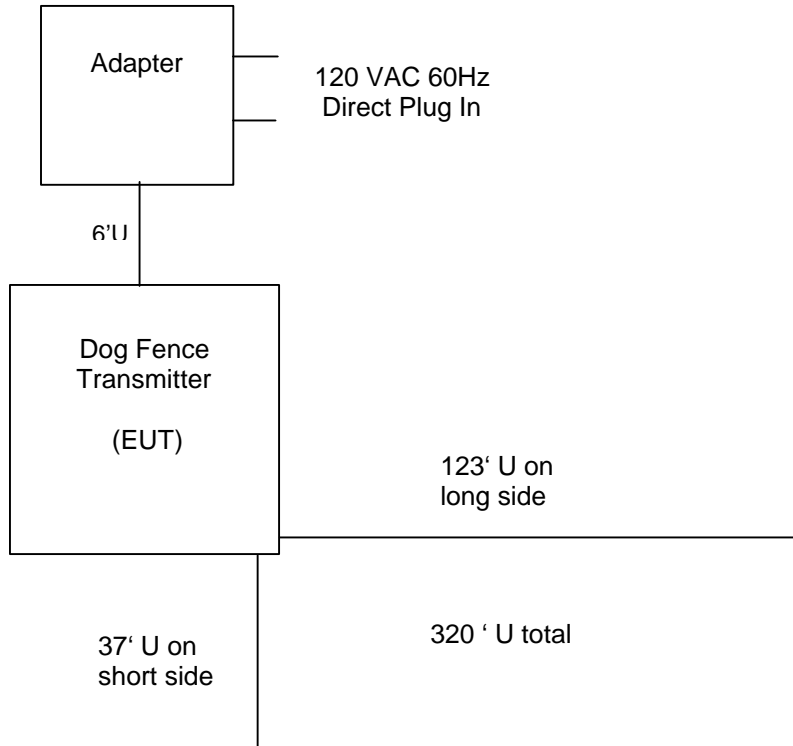 Adapter
120 VAC 60Hz
Direct Plug In
6'U
Dog Fence
Transmitter
(EUT)
123‘ U on
long side
37‘ U on
short side
320 ‘ U total